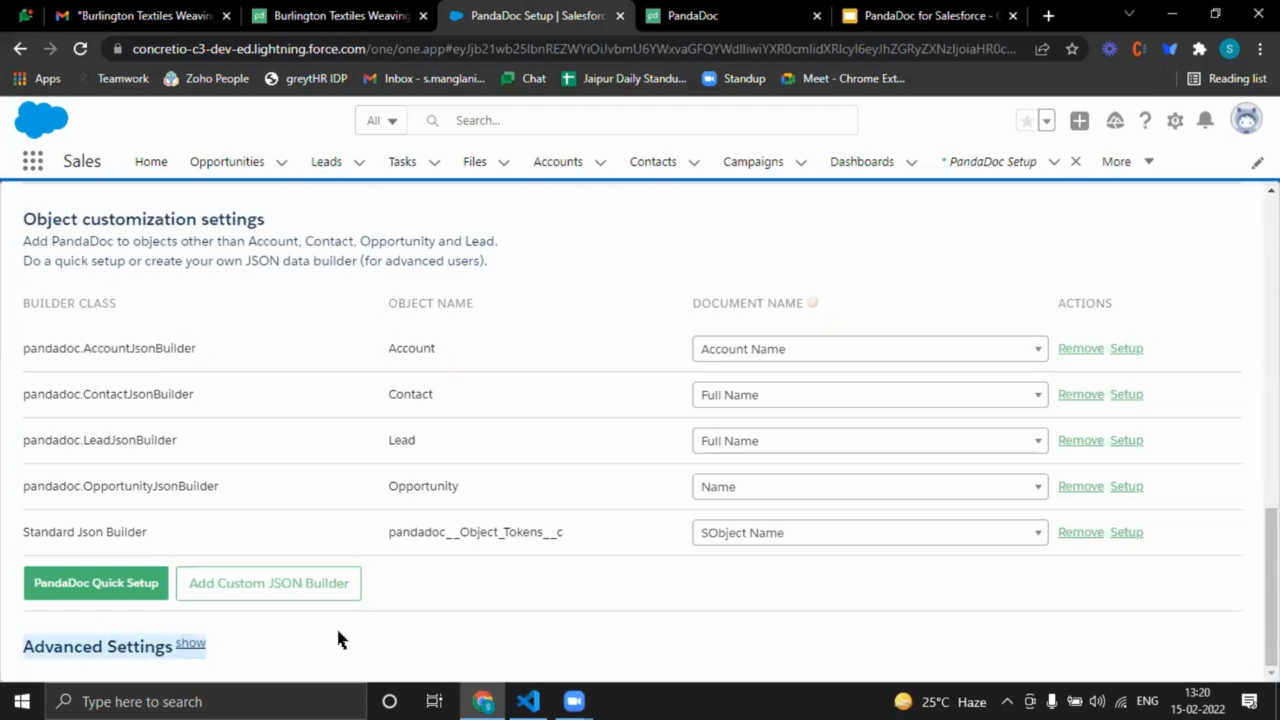 "Burlington Textiles Weavin
Burlington Textiles Weaving
PandaDoc Setup | Salesforc
PandaDoc
PandaDoc for Salesforce - G
concretio-c3-dev-ed.lightning.force.com/one/one.app#
S
Apps
Teamwork
Zoho People
greytHR IDP
Inbox - s.manglani...
Chat
Jaipur Daily Standu...
Standup
Meet - Chrome Ext...
Reading list
All
Search...
Sales
Home
Opportunities
Leads
Tasks
Files
Accounts
Contacts
Campaigns
Dashboards
* PandaDoc Setup
More
Object customization settings
Add PandaDoc to objects other than Account, Contact, Opportunity and Lead.
Do a quick setup or create your own JSON data builder (for advanced users).
BUILDER CLASS OBJECT NAME DOCUMENT NAME ACTIONS
pandadoc.AccountJsonBuilder Account Account Name Remove Setup
pandadoc.ContactJsonBuilder Contact Full Name Remove Setup
pandadoc.LeadJsonBuilder Lead Full Name Remove Setup
pandadoc.OpportunityJsonBuilder Opportunity Name Remove Setup
Standard Json Builder pandadoc__Object_Tokens__c SObject Name Remove Setup
PandaDoc Quick Setup Add Custom JSON Builder
Advanced Settings show
Type here to search
25°C Haze
ENG
13:20
15-02-2022